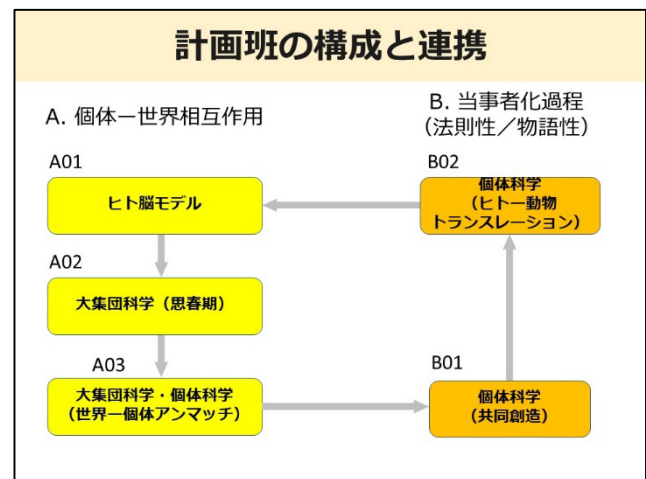 計画班の構成と連携
A. 個体ー世界相互作用
B. 当事者化過程
(法則性／物語性)
A01
ヒト脳モデル
B02
個体科学
(ヒトー動物
トランスレーション)
A02
大集団科学（思春期）
A03
大集団科学・個体科学
(世界ー個体アンマッチ)
B01
個体科学
(共同創造)